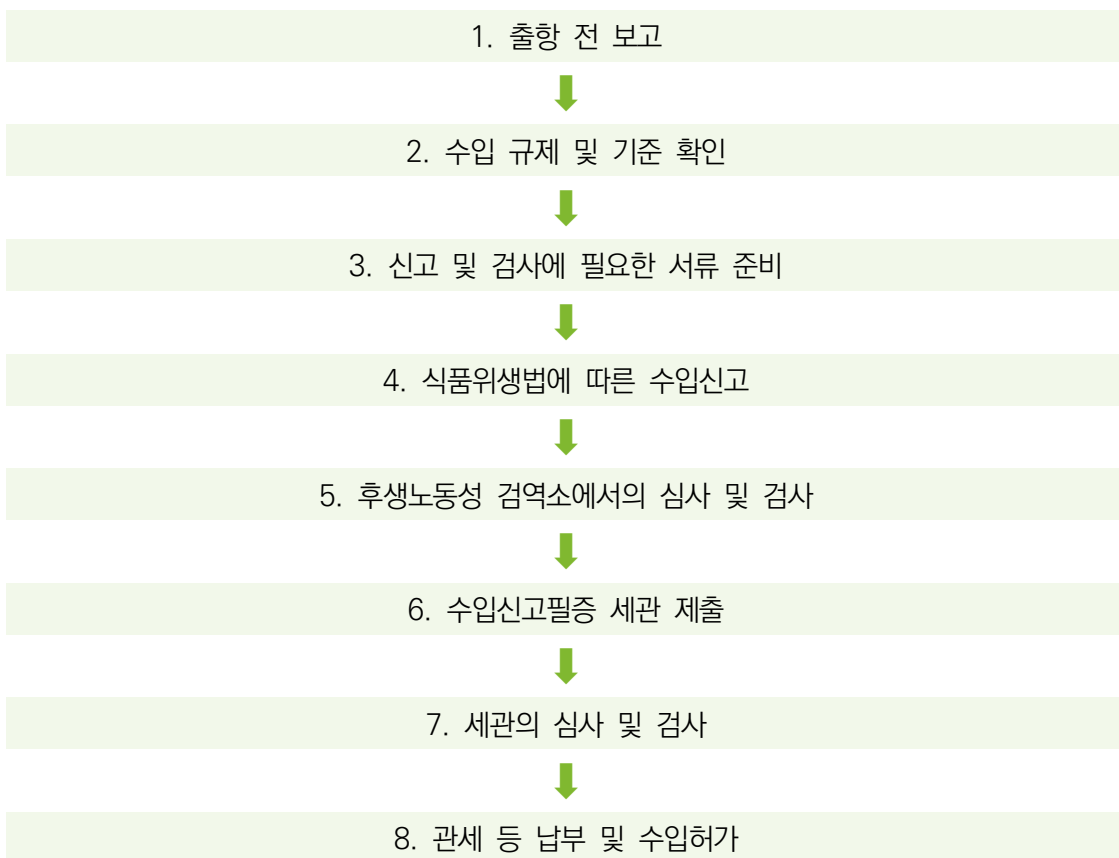 1. 출항 전 보고
2. 수입 규제 및 기준 확인
3. 신고 및 검사에 필요한 서류 준비
4. 식품위생법에 따른 수입신고
5. 후생노동성 검역소에서의 심사 및 검사
6. 수입신고필증 세관 제출
7. 세관의 심사 및 검사
8. 관세 등 납부 및 수입허가